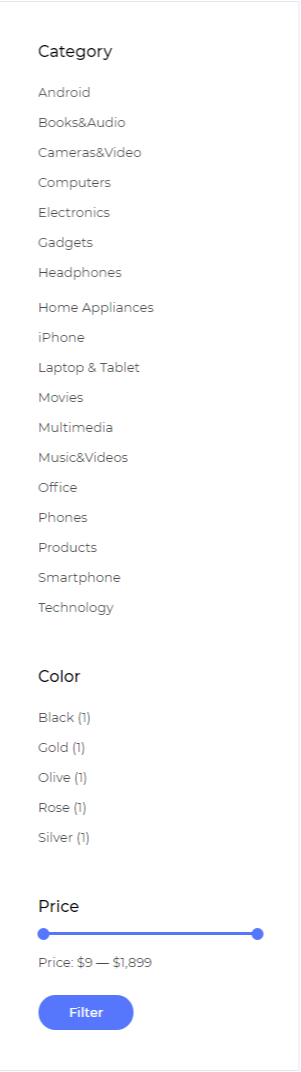 Category
Android
Books&Audio
Cameras&Video
Computers
Electronics
Gadgets
Headphones
Home Appliances
iPhone
Laptop & Tablet
Movies
Multimedia
Music&Videos
Office
Phones
Products
Smartphone
Technology
Color
Black (1)
Gold (1)
Olive (1)
Rose (1)
Silver (1)
Price
Price: $9 — $1,899
Filter